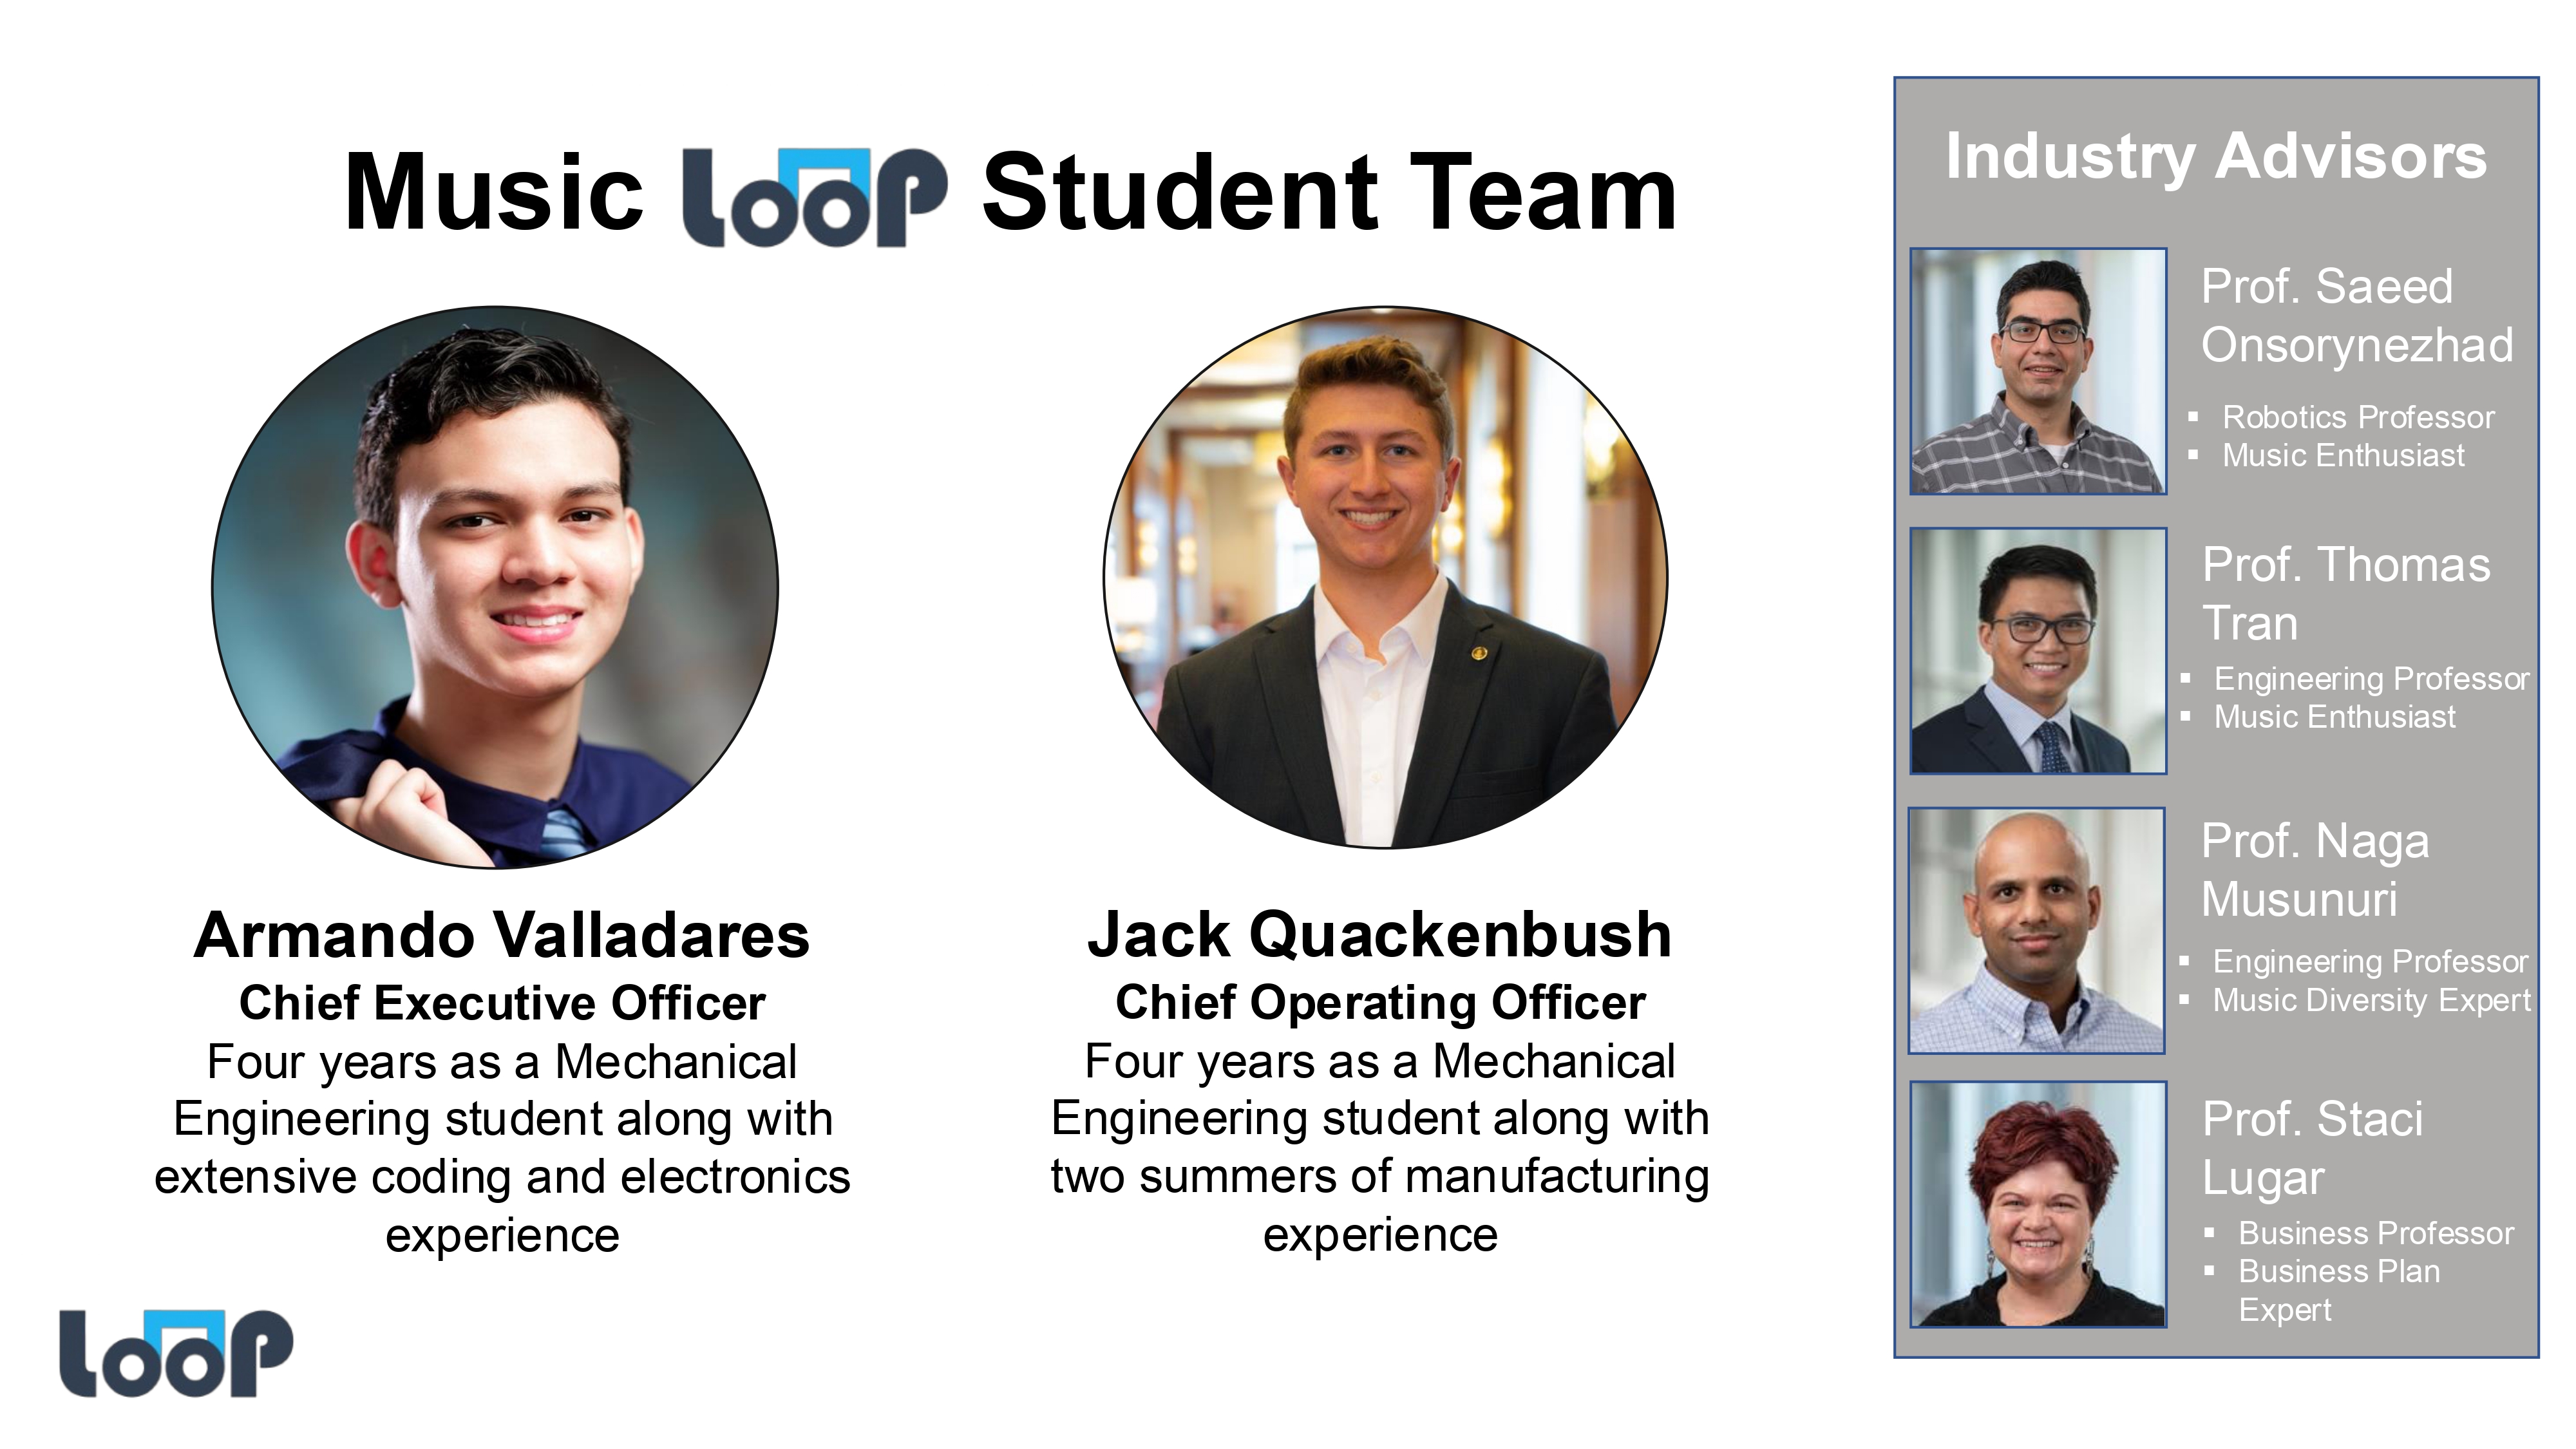 Music LOOP Student Team
Armando Valladares
Chief Executive Officer
Four years as a Mechanical
Engineering student along with
extensive coding and electronics
experience
Jack Quackenbush
Chief Operating Officer
Four years as a Mechanical
Engineering student along with
two summers of manufacturing
experience
LOOP
Industry Advisors
Prof. Saeed
Onsorynezhad
▪ Robotics Professor
▪ Music Enthusiast
Prof. Thomas
Tran
▪ Engineering Professor
▪ Music Enthusiast
Prof. Naga
Musunuri
▪ Engineering Professor
▪ Music Diversity Expert
Prof. Staci
Lugar
▪ Business Professor
▪ Business Plan
Expert